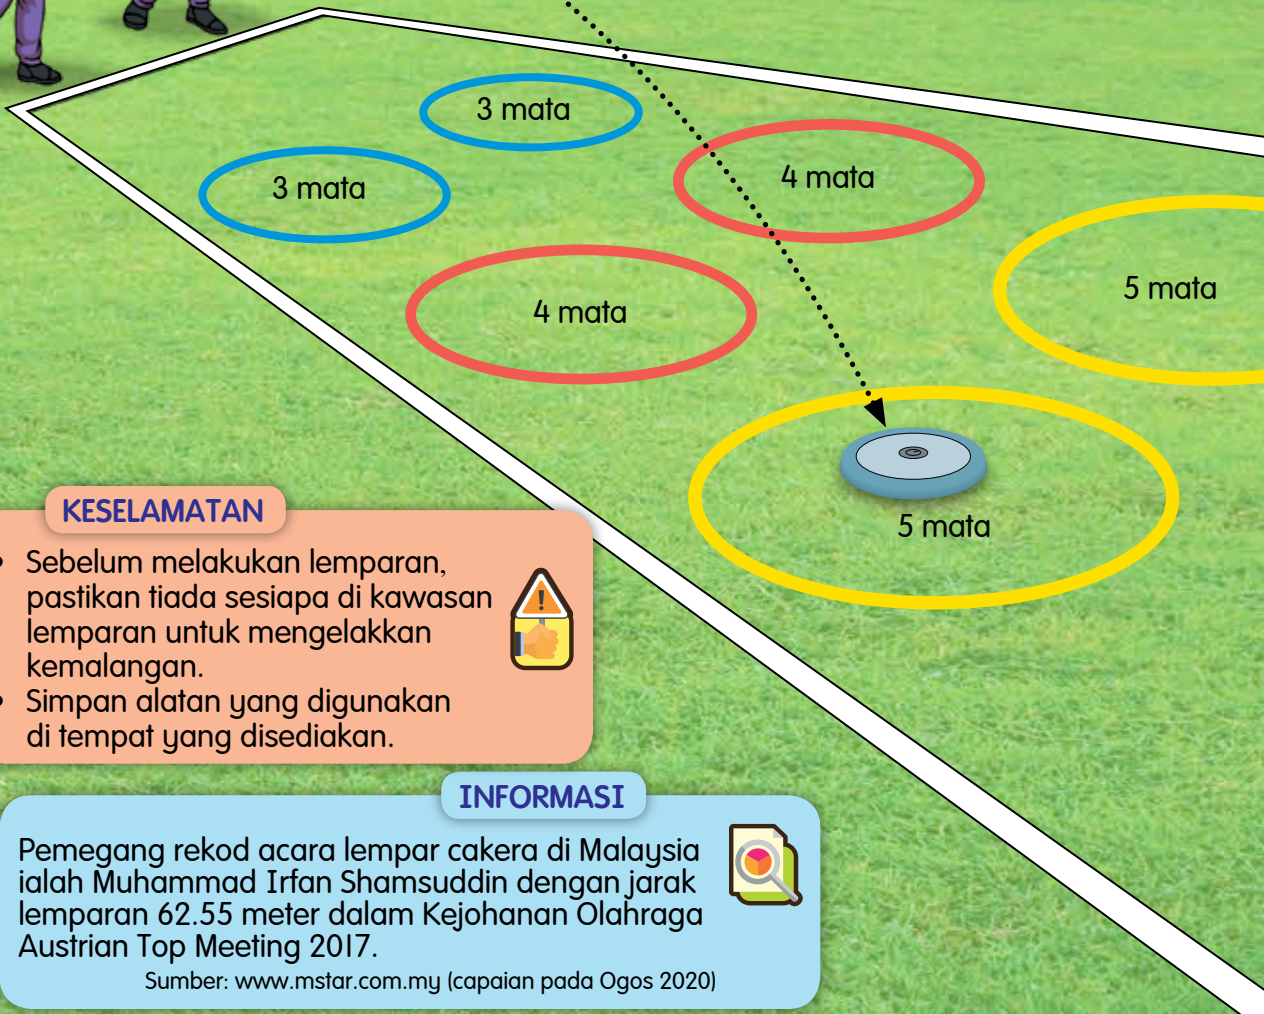 3 mata
3 mata
4 mata
4 mata
5 mata
5 mata
KESELAMATAN
• Sebelum melakukan lemparan,
pastikan tiada sesiapa di kawasan
lemparan untuk mengelakkan
kemalangan.
• Simpan alatan yang digunakan
di tempat yang disediakan.
INFORMASI
Pemegang rekod acara lempar cakera di Malaysia
ialah Muhammad Irfan Shamsuddin dengan jarak
lemparan 62.55 meter dalam Kejohanan Olahraga
Austrian Top Meeting 2017.
Sumber: www.mstar.com.my (capaian pada Ogos 2020)